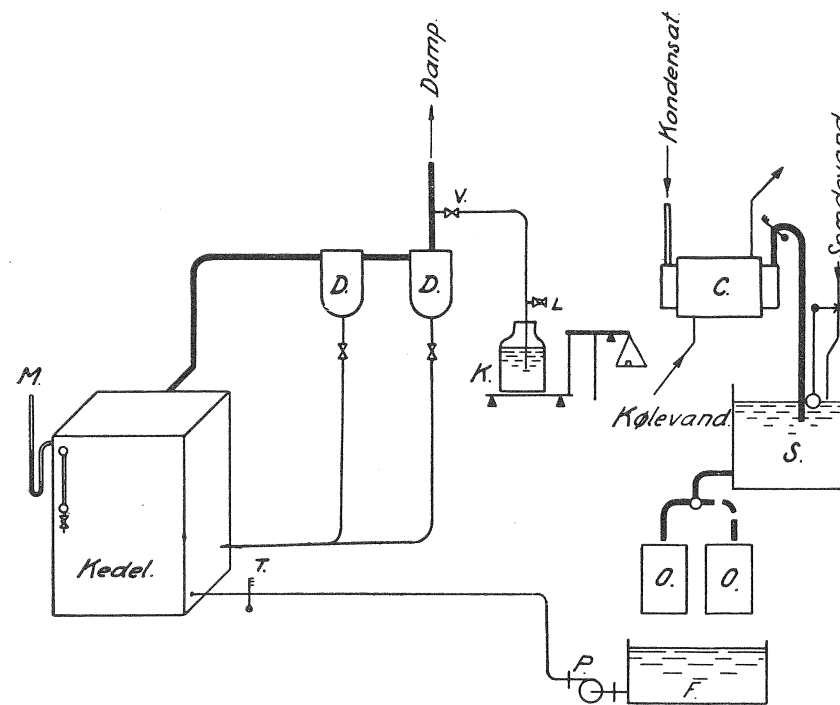 Damp.
Kondensat.
V.
D.
D.
C.
L
M.
K.
Kølevand.
S.
Kedel.
T.
O.
O.
P.
F.